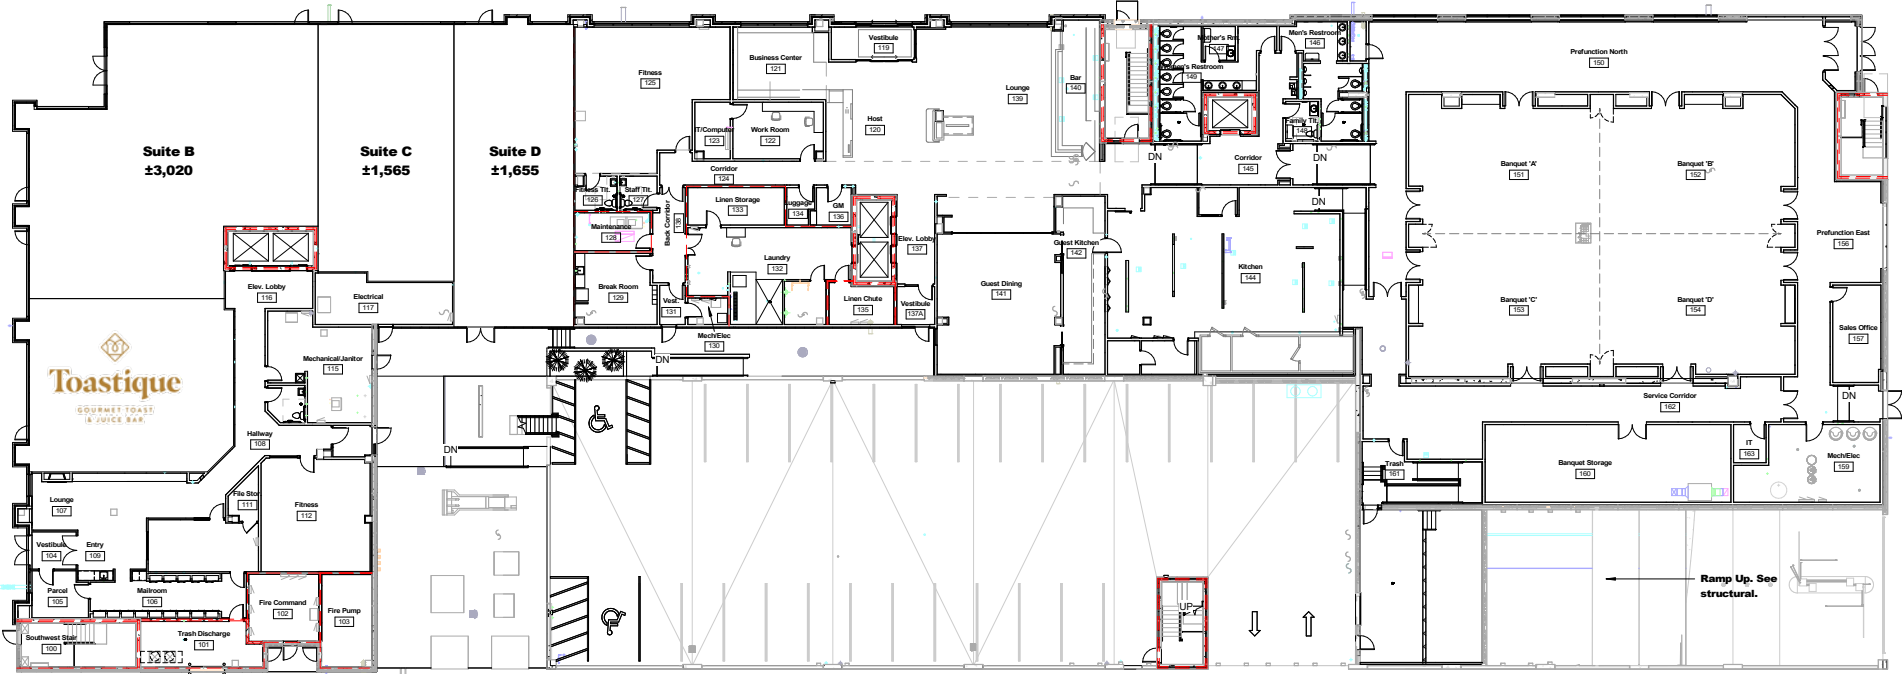 Suite B
±3,020
Suite C
±1,565
Suite D
±1,655
Fitness
125
Business Center
121
Vestibule
119
IT/Computer
123
Work Room
122
Host
120
Lounge
139
Bar
140
Mother's Rm.
147
Men's Restroom
146
Women's Restroom
149
Family Tlt.
148
Corridor
145
DN
DN
DN
Prefunction North
150
Banquet 'A'
151
Banquet 'B'
152
Banquet 'C'
153
Banquet 'D'
154
Prefunction East
156
Sales Office
157
Corridor
124
Fitness Tlt.
126
Staff Tlt.
127
Maintenance
128
Back Corridor
138
Linen Storage
133
Luggage
134
GM
136
Elev. Lobby
137
Laundry
132
Break Room
129
Vest.
131
Linen Chute
135
Vestibule
137A
Mech/Elec
130
DN
Guest Dining
141
Guest Kitchen
142
Kitchen
144
Elev. Lobby
116
Electrical
117
Mechanical/Janitor
115
Toastique
GOURMET TOAST
& JUICE BAR
Hallway
108
DN
Lounge
107
File Stor.
111
Fitness
112
Vestibule
104
Entry
109
Parcel
105
Mailroom
106
Fire Command
102
Fire Pump
103
Southwest Stair
100
Trash Discharge
101
UP
Service Corridor
162
DN
Trash
161
Banquet Storage
160
IT
163
Mech/Elec
159
Ramp Up. See
structural.